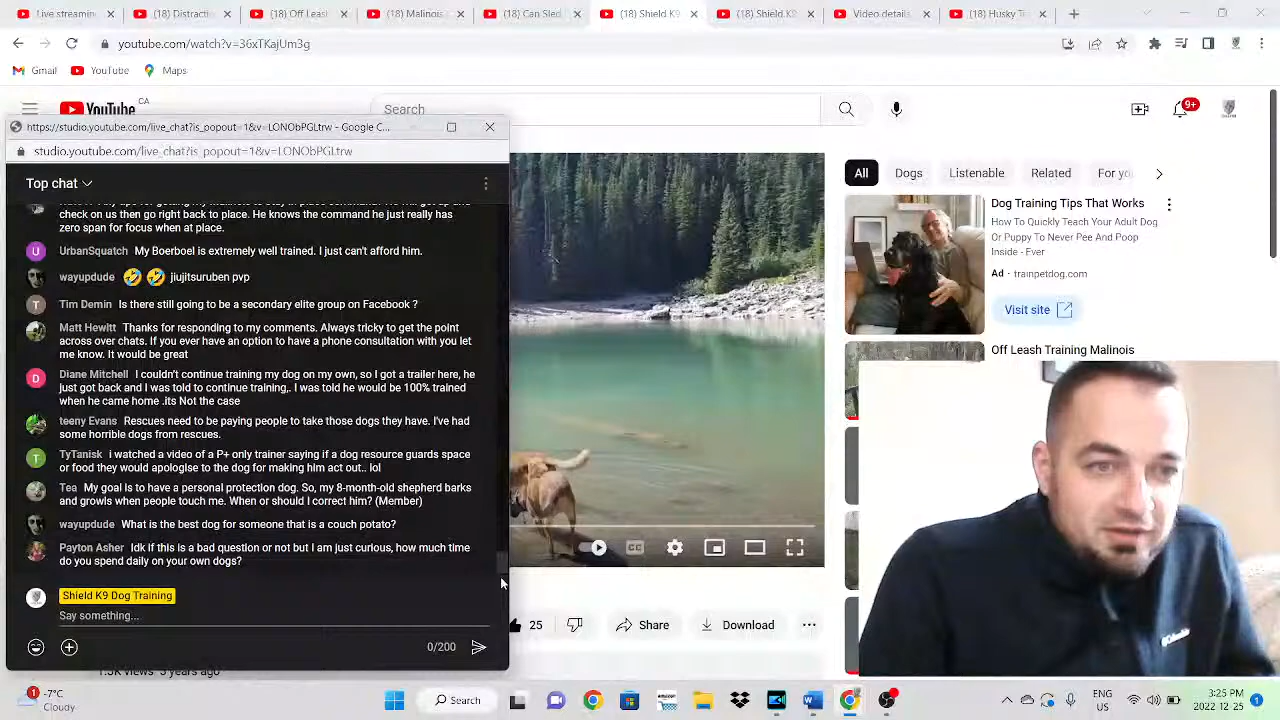 (18) Distracti
(18) Off Leas
(18) Malinois
(18) Can Sled
(18) Shield K9
(18) Shield K9
Video details
(18) Husky Tr
youtube.com/watch?v=36xTKajUm3g
Gmail
YouTube
Maps
YouTube
CA
Search
9+
https://studio.youtube.com/live_chat?is_popout=1&v=LONObPGLtrw - Google C...
studio.youtube.com/live_chat?is_popout=1&v=LONObPGLtrw
Top chat
check on us then go right back to place. He knows the command he just really has
zero span for focus when at place.
UrbanSquatch My Boerboel is extremely well trained. I just can't afford him.
wayupdude 🤣 🤣 jiujitsuruben pvp
Tim Demin Is there still going to be a secondary elite group on Facebook ?
Matt Hewitt Thanks for responding to my comments. Always tricky to get the point
across over chats. If you ever have an option to have a phone consultation with you let
me know. It would be great
Diane Mitchell I couldn't continue training my dog on my own, so I got a trailer here, he
just got back and I was told to continue training,. I was told he would be 100% trained
when he came home .its Not the case
teeny Evans Rescues need to be paying people to take those dogs they have. I've had
some horrible dogs from rescues.
TyTanisk i watched a video of a P+ only trainer saying if a dog resource guards space
or food they would apologise to the dog for making him act out.. lol
Tea My goal is to have a personal protection dog. So, my 8-month-old shepherd barks
and growls when people touch me. When or should I correct him? (Member)
wayupdude What is the best dog for someone that is a couch potato?
Payton Asher Idk if this is a bad question or not but I am just curious, how much time
do you spend daily on your own dogs?
Shield K9 Dog Training
Say something...
0/200
All
Dogs
Listenable
Related
For yo
Dog Training Tips That Works
How To Quickly Teach Your Adult Dog
Or Puppy To Never Pee And Poop
Inside - Fver
Ad · trainpetdog.com
Visit site
Off Leash Training Malinois
25
Share
Download
1.3K views 3 years ago
1
-7°C
Cloudy
Search
ENG
5:25 PM
2022-12-25
1